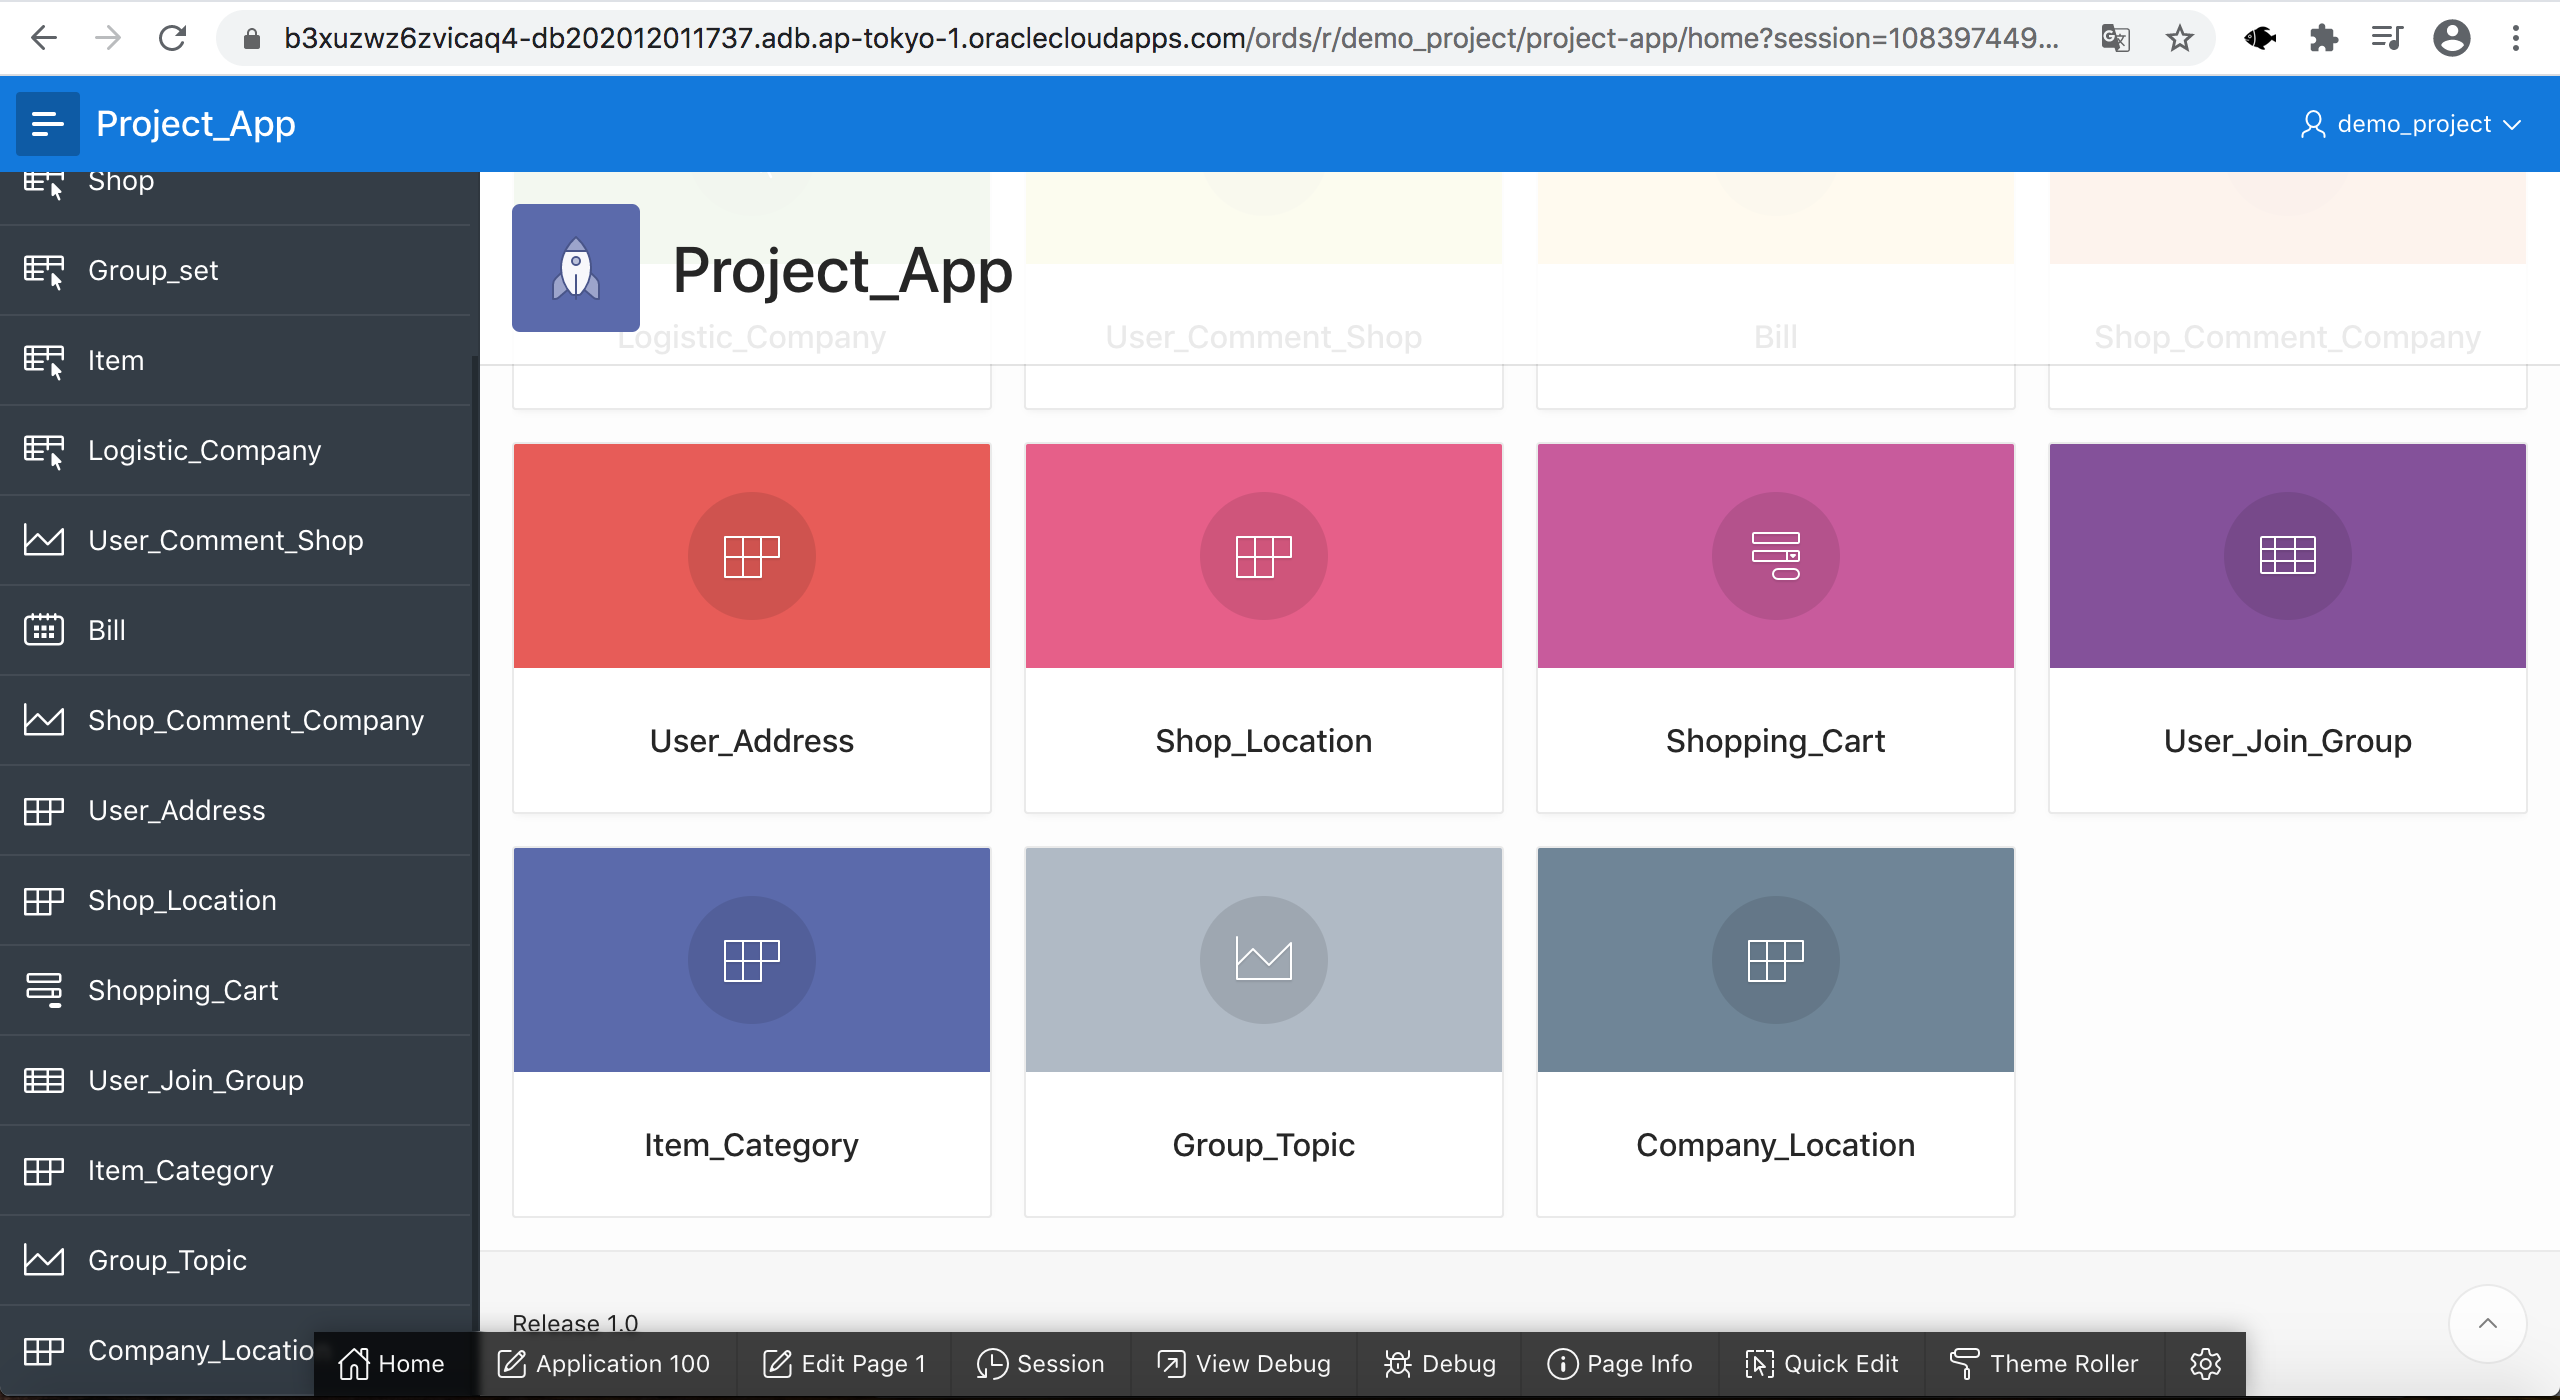 b3xuzwz6zvicaq4-db202012011737.adb.ap-tokyo-1.oraclecloudapps.com/ords/r/demo_project/project-app/home?session=108397449...
Project_App
demo_project
Shop
Group_set
Item
Logistic_Company
User_Comment_Shop
Bill
Shop_Comment_Company
User_Address
Shop_Location
Shopping_Cart
User_Join_Group
Item_Category
Group_Topic
Company_Locatio
Project_App
Logistic_Company
User_Comment_Shop
Bill
Shop_Comment_Company
User_Address
Shop_Location
Shopping_Cart
User_Join_Group
Item_Category
Group_Topic
Company_Location
Release 1.0
Home
Application 100
Edit Page 1
Session
View Debug
Debug
Page Info
Quick Edit
Theme Roller